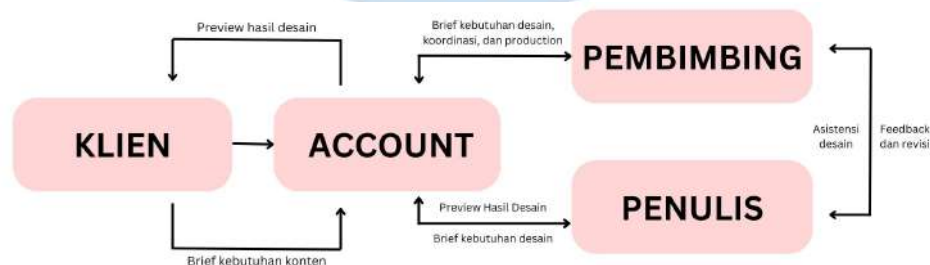 Preview hasil desain
Brief kebutuhan desain,
koordinasi, dan production
PEMBIMBING
KLIEN
ACCOUNT
Asistensi
desain
Feedback
dan revisi
Preview Hasil Desain
Brief kebutuhan desain
PENULIS
Brief kebutuhan konten